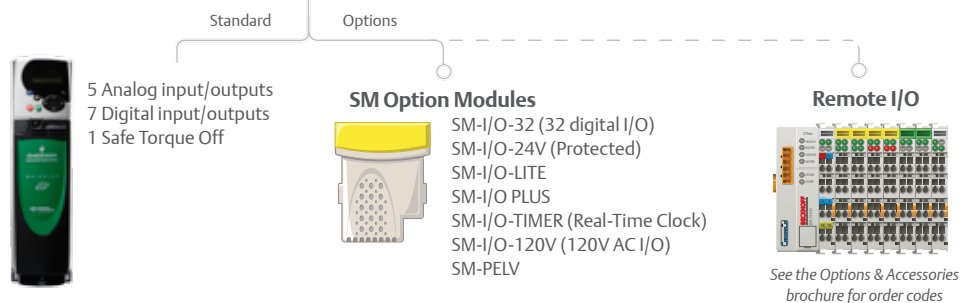 Standard
Options
5 Analog input/outputs
7 Digital input/outputs
1 Safe Torque Off
SM Option Modules
SM-I/O-32 (32 digital I/O)
SM-I/O-24V (Protected)
SM-I/O-LITE
SM-I/O PLUS
SM-I/O-TIMER (Real-Time Clock)
SM-I/O-120V (120V AC I/O)
SM-PELV
Remote I/O
BECKHOFF
See the Options & Accessories
brochure for order codes